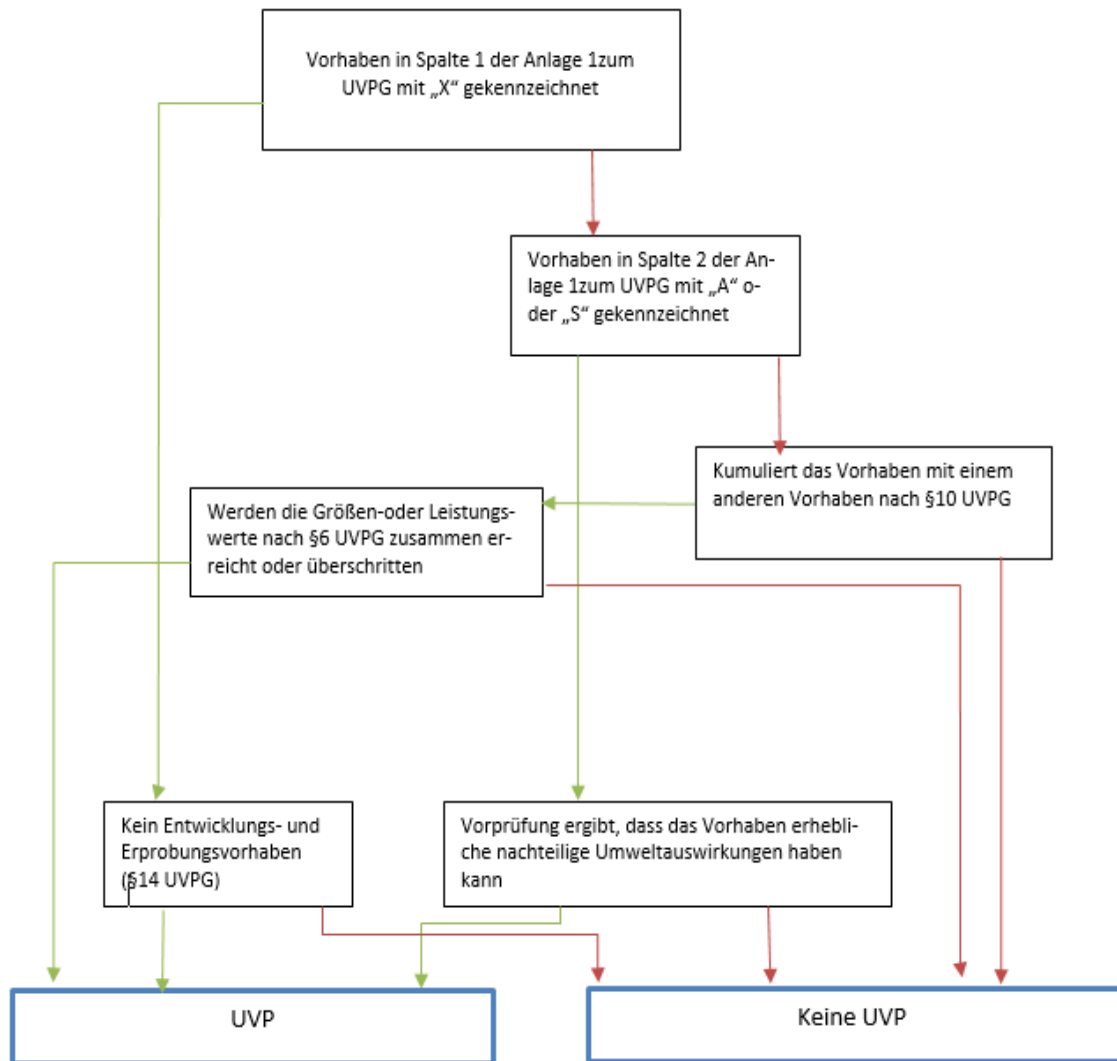 Vorhaben in Spalte 1 der Anlage 1zum
UVPG mit „X“ gekennzeichnet
Vorhaben in Spalte 2 der An-
lage 1zum UVPG mit „A“ o-
der „S“ gekennzeichnet
Kumuliert das Vorhaben mit einem
anderen Vorhaben nach §10 UVPG
Werden die Größen-oder Leistungs-
werte nach §6 UVPG zusammen er-
reicht oder überschritten
Kein Entwicklungs- und
Erprobungsvorhaben
(§14 UVPG)
Vorprüfung ergibt, dass das Vorhaben erhebli-
che nachteilige Umweltauswirkungen haben
kann
UVP
Keine UVP